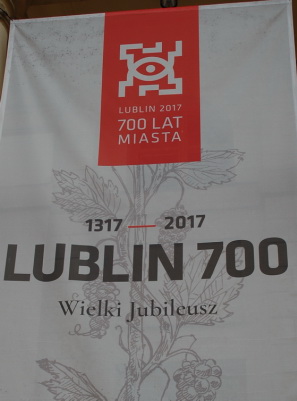 LUBLIN 2017
700 LAT
MIASTA
1317 — 2017
LUBLIN 700
Wielki Jubileusz